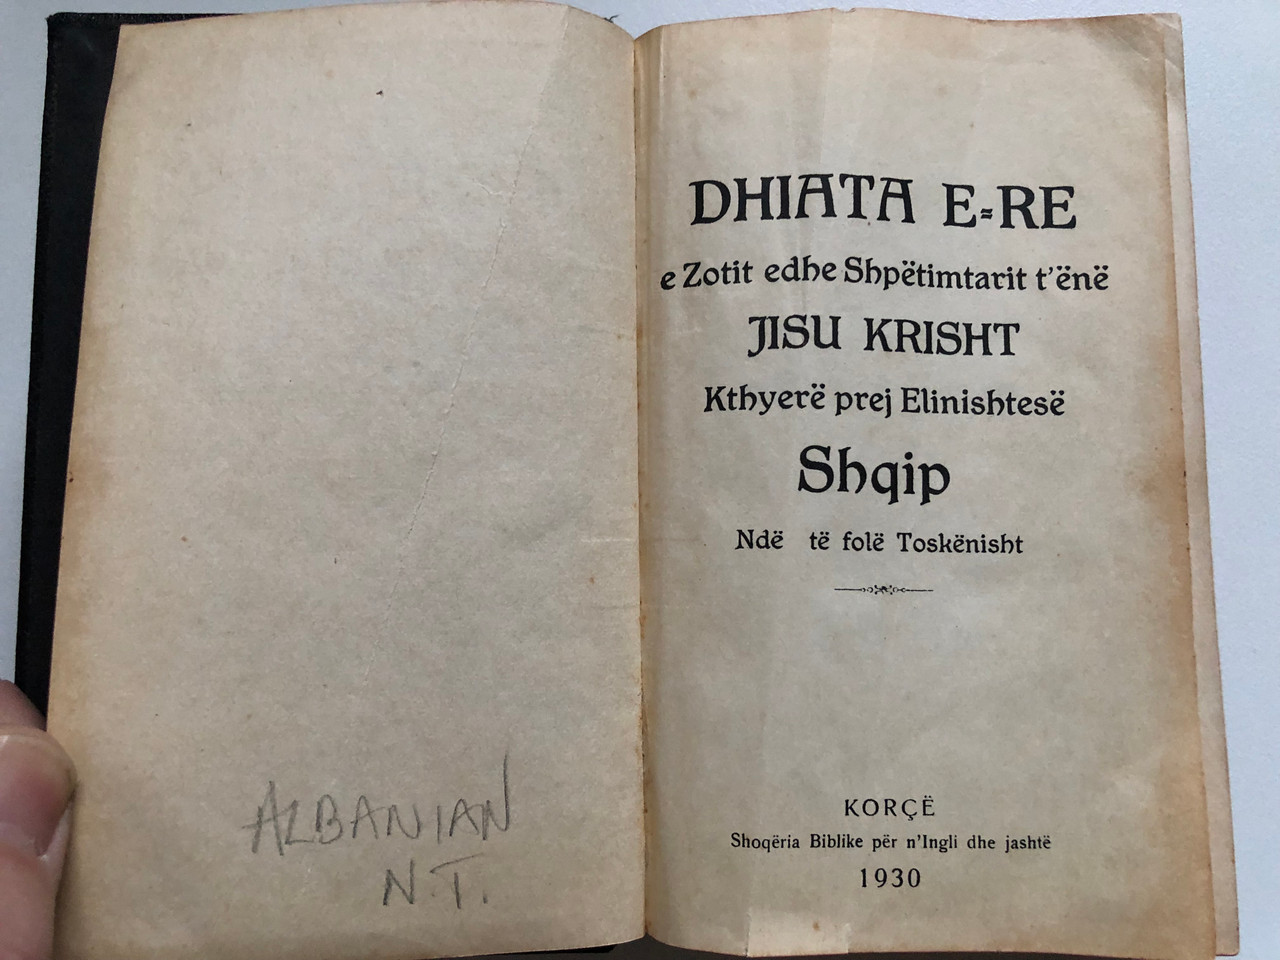 ALBANIAN
N.T.
DHIATA E=RE
e Zotit edhe Shpëtimtarit t'ënë
JISU KRISHT
Kthyerë prej Elinishtesë
Shqip
Ndë të folë Toskënisht
KORÇË
Shoqëria Biblike për n'Ingli dhe jashtë
1930